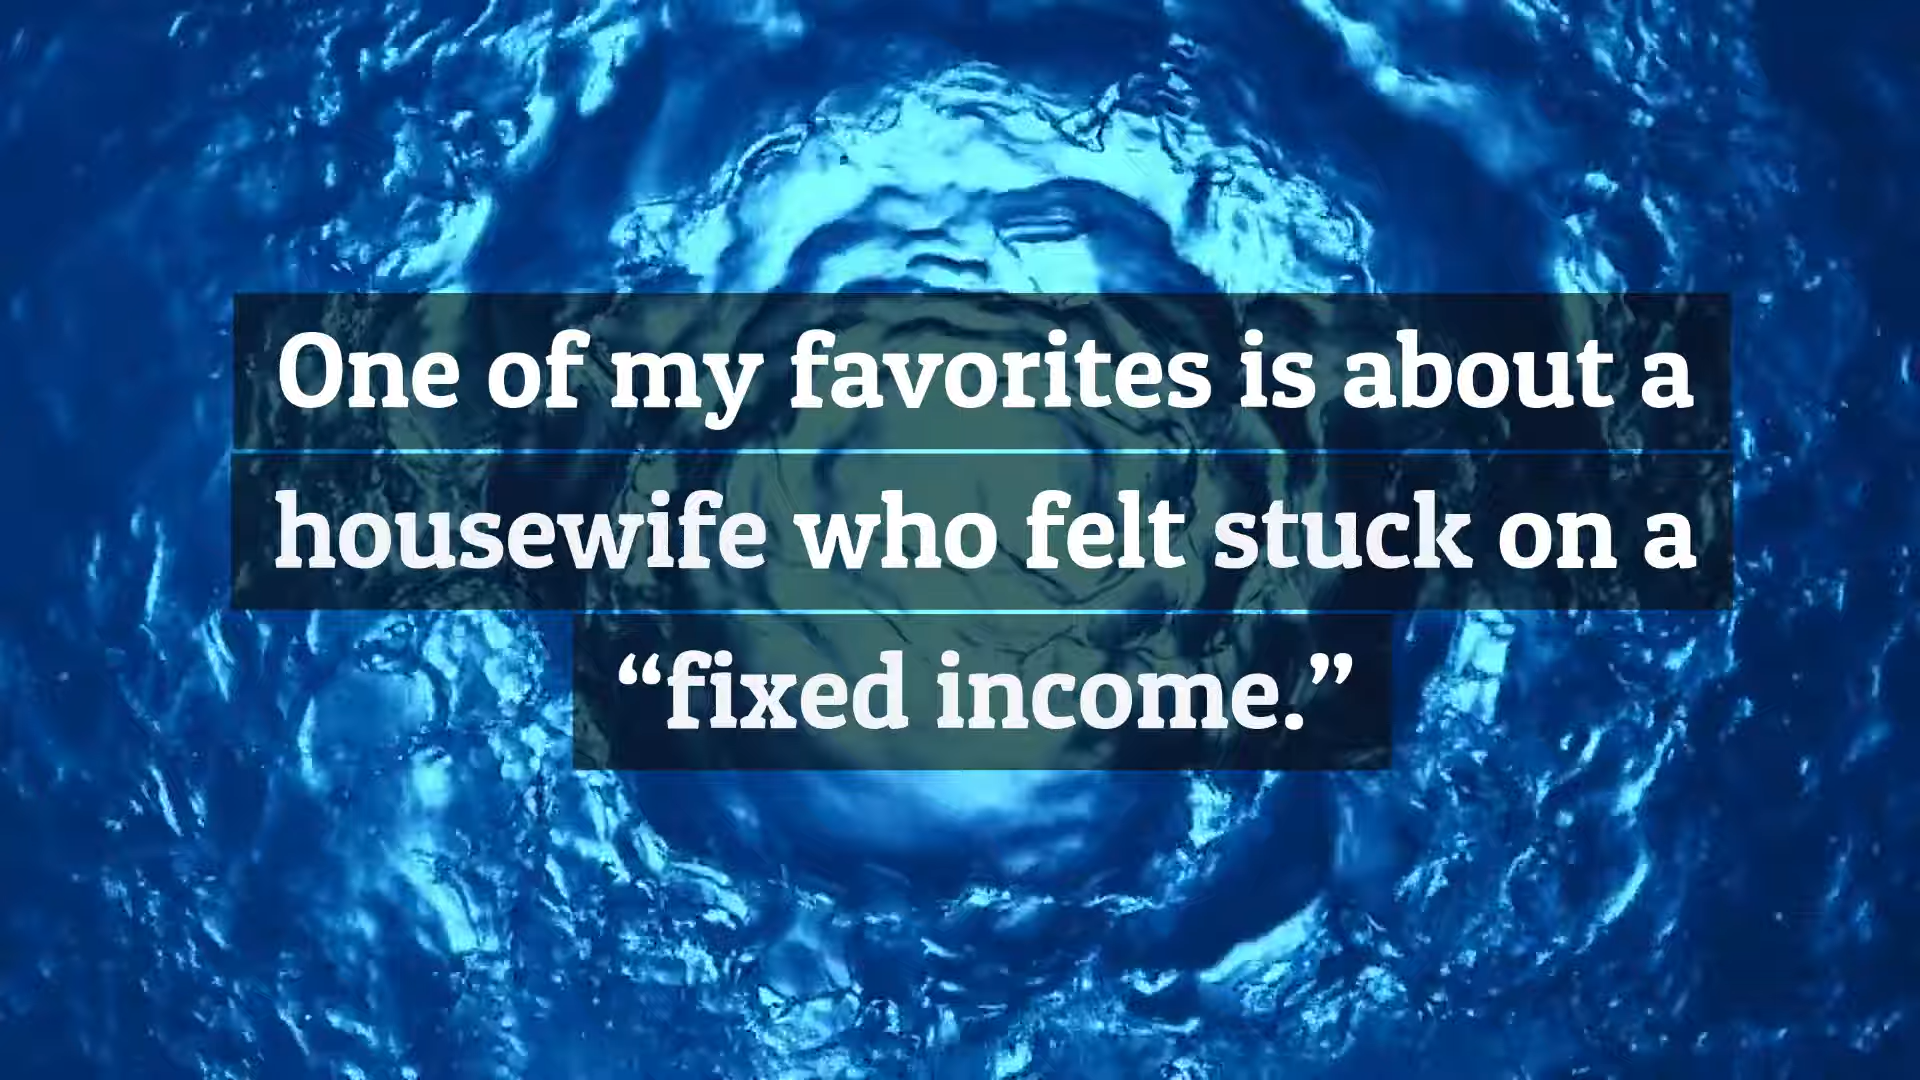 One of my favorites is about a
housewife who felt stuck on a
“fixed income.”